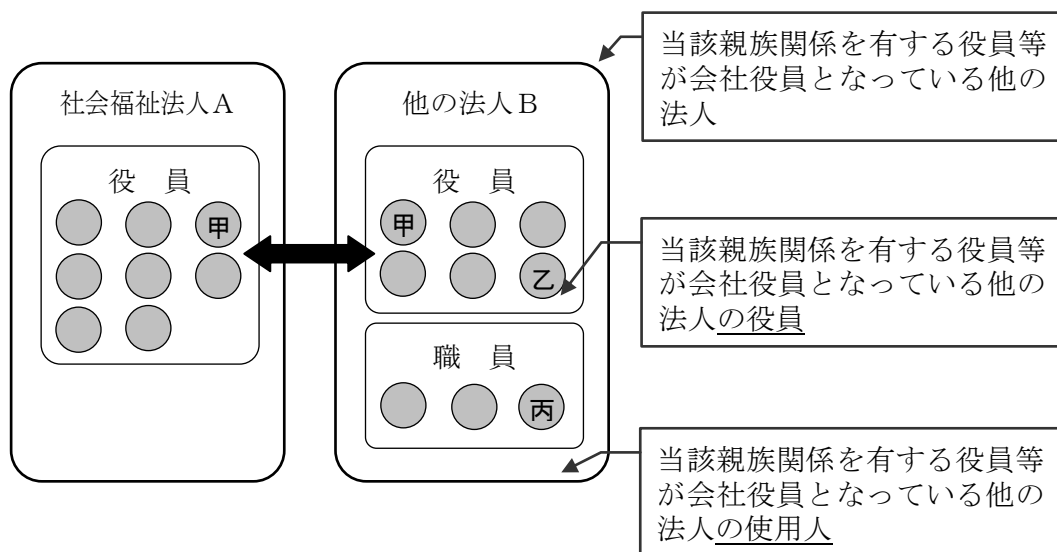 社会福祉法人A
役　員
甲
他の法人B
役　員
甲
乙
職　員
丙
当該親族関係を有する役員等
が会社役員となっている他の
法人
当該親族関係を有する役員等
が会社役員となっている他の
法人の役員
当該親族関係を有する役員等
が会社役員となっている他の
法人の使用人